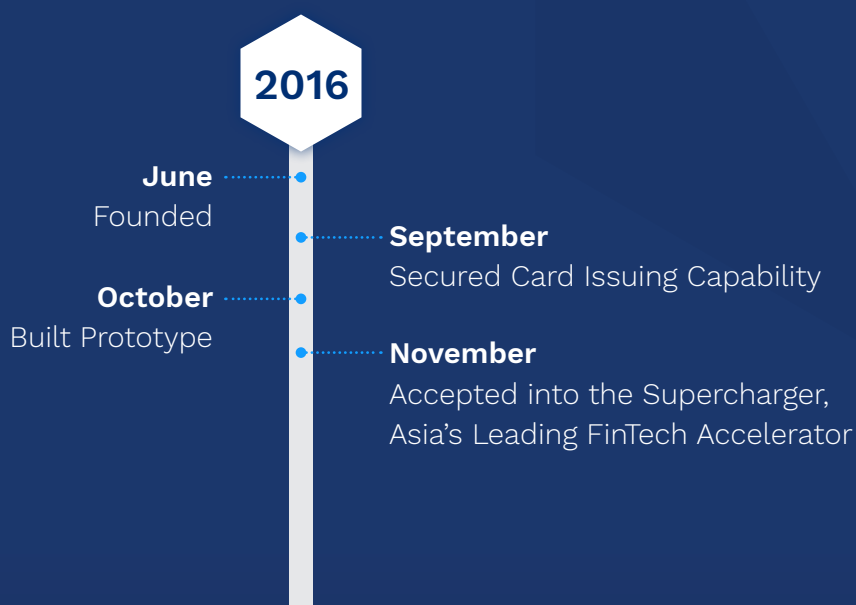 2016
June
Founded
September
Secured Card Issuing Capability
October
Built Prototype
November
Accepted into the Supercharger,
Asia’s Leading FinTech Accelerator